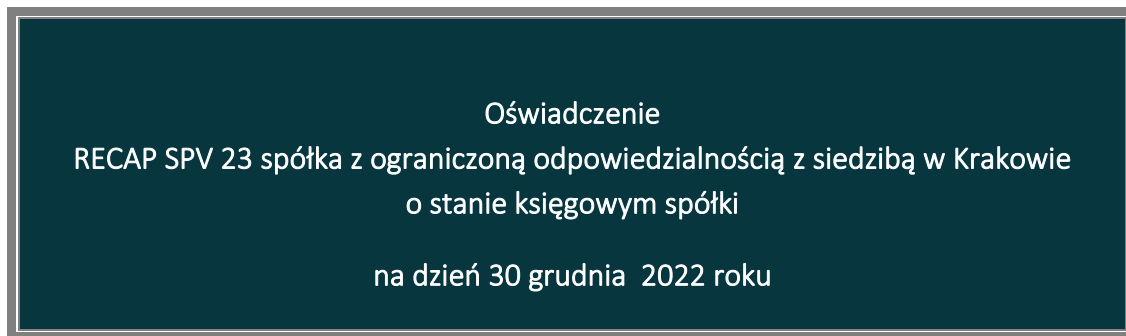 Oświadczenie
RECAP SPV 23 spółka z ograniczoną odpowiedzialnością z siedzibą w Krakowie
o stanie księgowym spółki
na dzień 30 grudnia  2022 roku